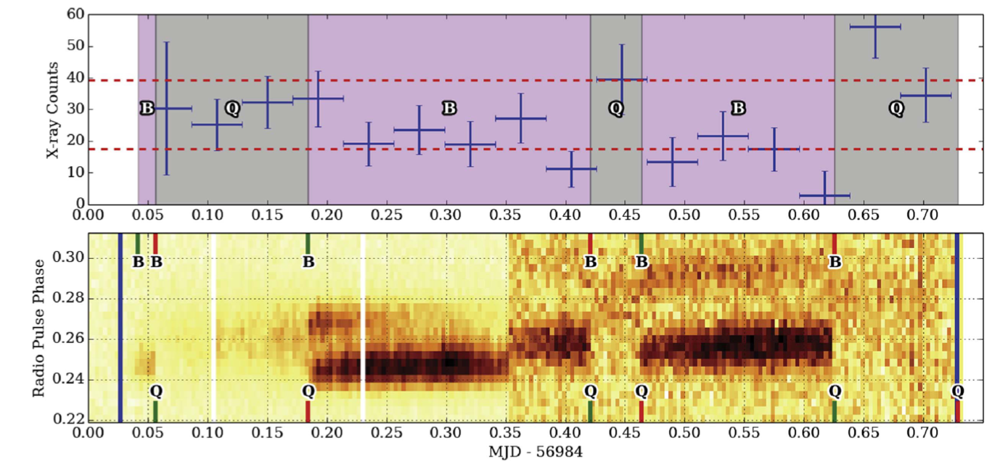 60
50
40
30
20
10
0
X-ray Counts
B Q B Q B Q
0.00 0.05 0.10 0.15 0.20 0.25 0.30 0.35 0.40 0.45 0.50 0.55 0.60 0.65 0.70
0.30
0.28
0.26
0.24
0.22
Radio Pulse Phase
B B B B B B
Q Q Q Q Q Q
0.00 0.05 0.10 0.15 0.20 0.25 0.30 0.35 0.40 0.45 0.50 0.55 0.60 0.65 0.70
MJD - 56984